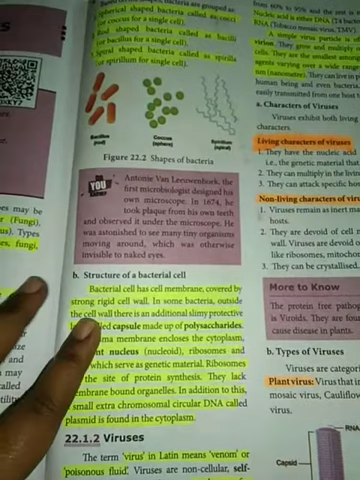 Spherical shaped bacteria called as cocci
(or coccus for a single cell).
Rod shaped bacteria called as
(or bacillus for a single cell).
Spiral shaped bacteria called as spirilla
(or spirillum for single cell).
Bacillus
(rod)
Coccus
(sphere)
Spirillum
(spiral)
Figure 22.2 Shapes of bacteria
YOU
Antonie Van Leeuwenhoek, the
first microbiologist designed his
own microscope. In 1674, he
took plaque from his own teeth
and observed it under the microscope. He
was astonished to see many tiny organisms
moving around, which was otherwise
invisible to naked eyes.
b. Structure of a bacterial cell
Bacterial cell has cell membrane, covered by
strong rigid cell wall. In some bacteria, outside
the cell wall there is an additional slimy protective
capsule made up of polysaccharides.
membrane encloses the cytoplasm,
nucleus (nucleoid), ribosomes and
which serve as genetic material. Ribosomes
the site of protein synthesis. They lack
membrane bound organelles. In addition to this,
small extra chromosomal circular DNA called
plasmid is found in the cytoplasm.
22.1.2 Viruses
The term 'virus' in Latin means 'venom' or
'poisonous fluid'. Viruses are non-cellular, self-
from 60% to 95% and the rest is
Nucleic acid is either DNA (T4 bac
RNA (Tobacco mosaic virus, TMV).
A simple virus particle is
virion. They grow and multiply
cells. They are the smallest among
agents varying over a wide range
nm (nanometer). They can live in
human being and even bacteria.
easily transmitted from one host
a. Characters of Viruses
Viruses exhibit both living
characters.
Living characters of viruses
1. They have the nucleic acid
i.e., the genetic material that
2. They can multiply in the living
3. They can attack specific hosts
Non-living characters of virus
1. Viruses remain as inert ma
hosts.
2. They are devoid of cell m
wall. Viruses are devoid of
like ribosomes, mitochon
3. They can be crystallised.
More to Know
The protein free pathog
is Viroids. They are foun
cause disease in plants.
b. Types of Viruses
Viruses are categori
Plant virus: Virus that in
mosaic virus, Cauliflow
virus.
RNA
Capsid
ES
DXKY7
types may be
(Fungi),
Types
fungi,
and
may
called